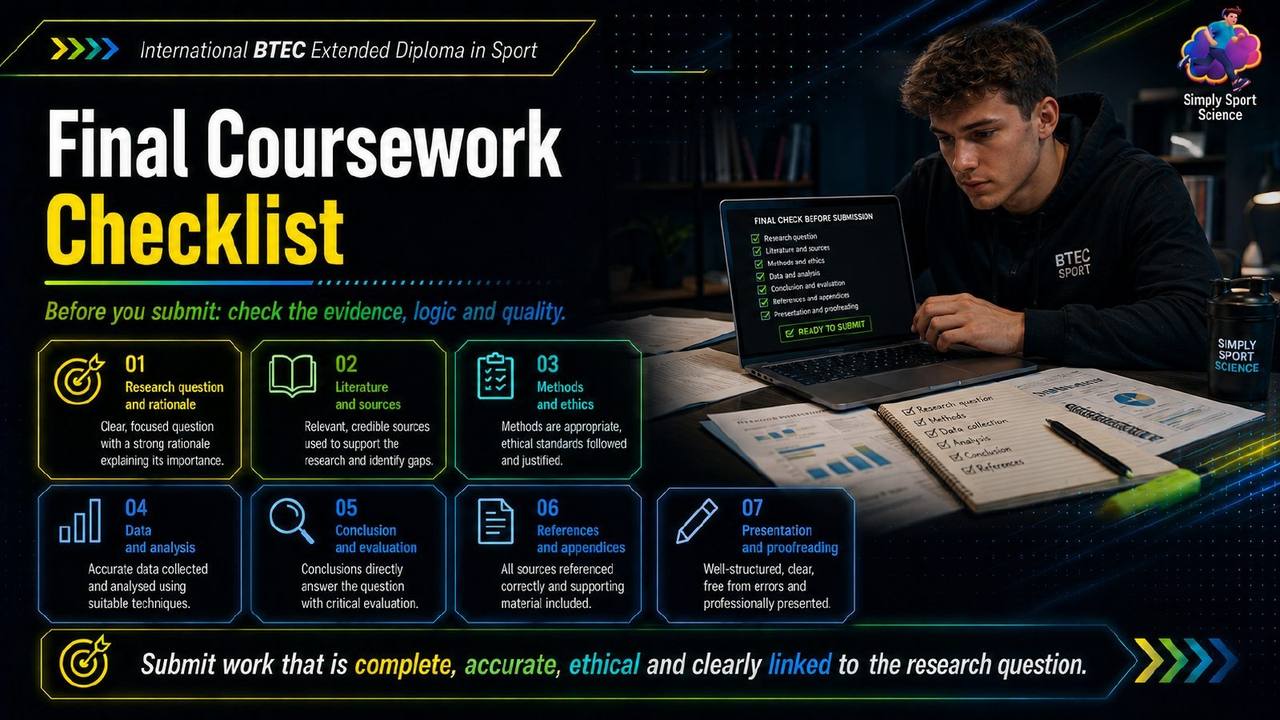 International BTEC Extended Diploma in Sport
Simply Sport
Science
Final Coursework
Checklist
Before you submit: check the evidence, logic and quality.
01
Research question
and rationale
Clear, focused question
with a strong rationale
explaining its importance.
02
Literature
and sources
Relevant, credible sources
used to support the
research and identify gaps.
03
Methods
and ethics
Methods are appropriate,
ethical standards followed
and justified.
04
Data
and analysis
Accurate data collected
and analysed using
suitable techniques.
05
Conclusion
and evaluation
Conclusions directly
answer the question
with critical evaluation.
06
References
and appendices
All sources referenced
correctly and supporting
material included.
07
Presentation
and proofreading
Well-structured, clear,
free from errors and
professionally presented.
FINAL CHECK BEFORE SUBMISSION
Research question
Literature and sources
Methods and ethics
Data and analysis
Conclusion and evaluation
References and appendices
Presentation and proofreading
READY TO SUBMIT
BTEC
SPORT
SIMPLY
SPORT
SCIENCE
Research question
Methods
Data collection
Analysis
Conclusion
References
Submit work that is complete, accurate, ethical and clearly linked to the research question.